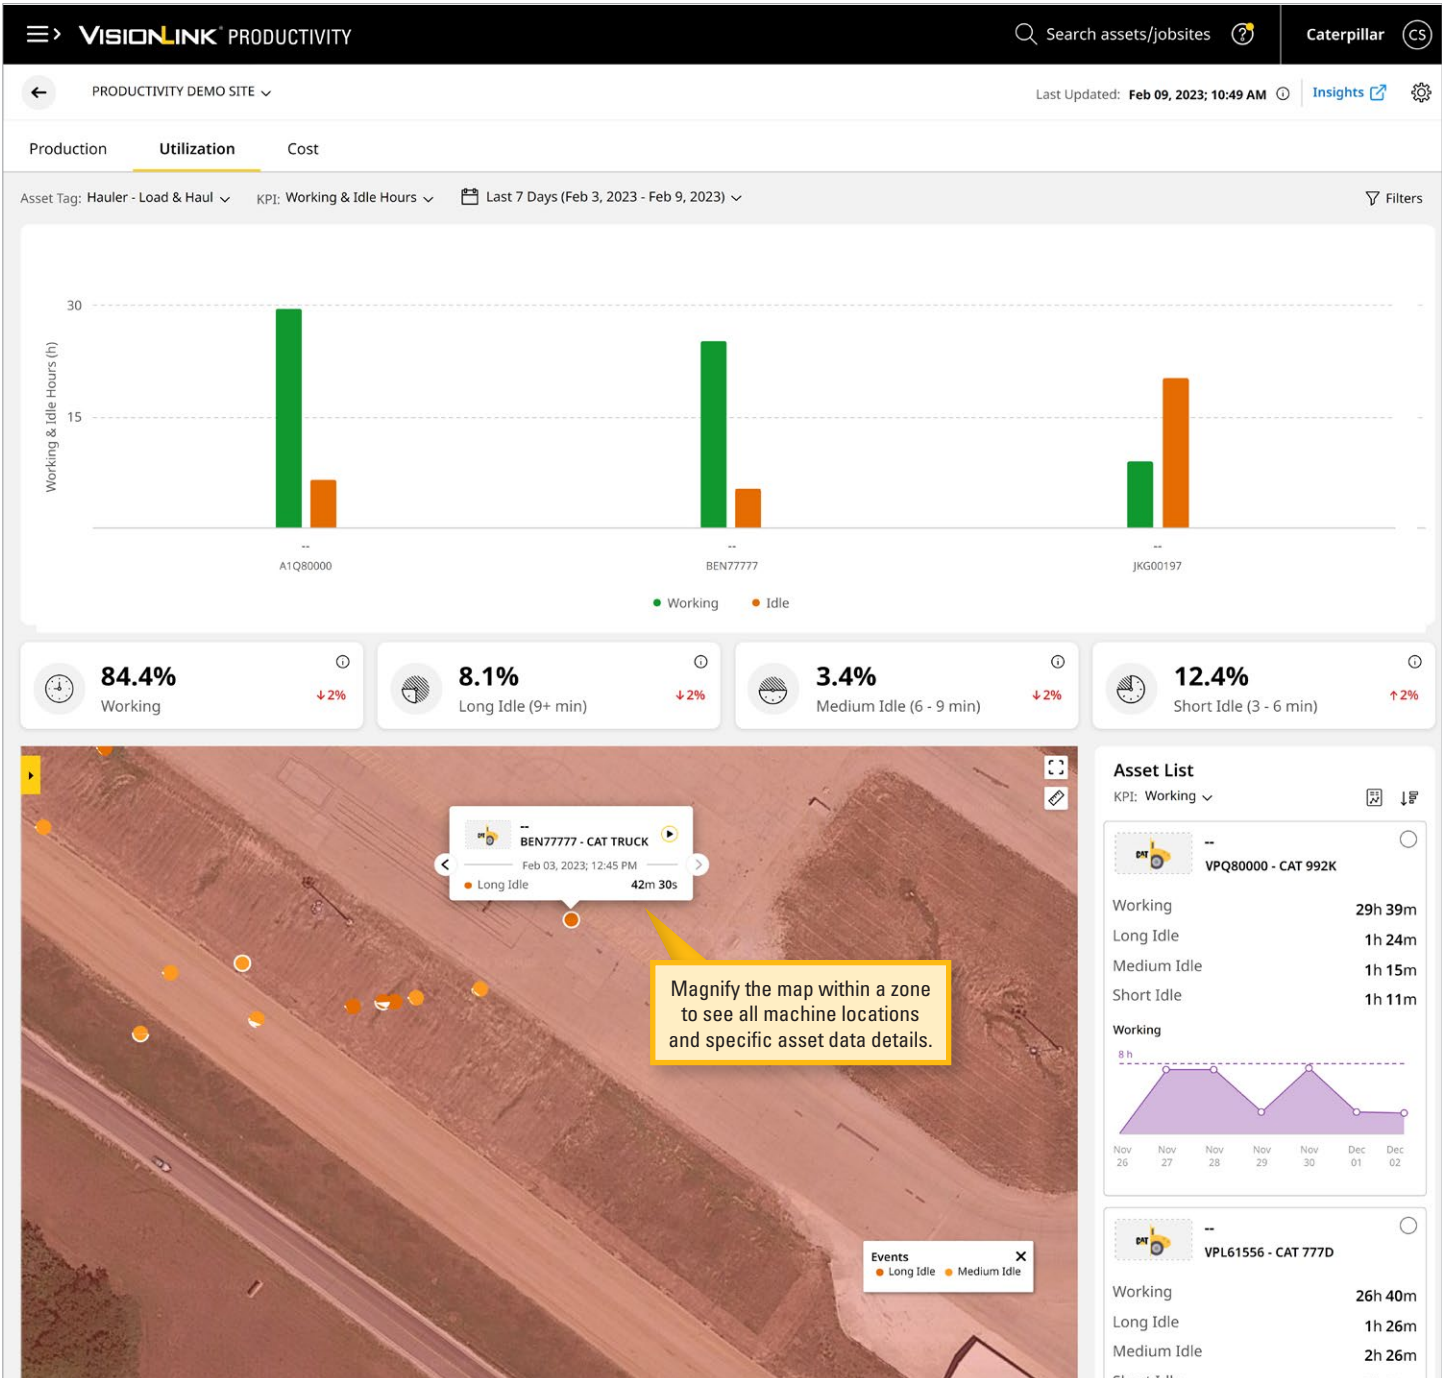 VISIONLINK® PRODUCTIVITY
Search assets/jobsites
?
Caterpillar
CS
PRODUCTIVITY DEMO SITE
Last Updated: Feb 09, 2023; 10:49 AM
Insights
Production
Utilization
Cost
Asset Tag: Hauler - Load & Haul
KPI: Working & Idle Hours
Last 7 Days (Feb 3, 2023 - Feb 9, 2023)
Filters
Working & Idle Hours (h)
30
15
--
A1Q80000
--
BEN77777
--
JKG00197
Working
Idle
84.4%
Working
↓2%
8.1%
Long Idle (9+ min)
↓2%
3.4%
Medium Idle (6 - 9 min)
↓2%
12.4%
Short Idle (3 - 6 min)
↑2%
--
BEN77777 - CAT TRUCK
Feb 03, 2023; 12:45 PM
Long Idle
42m 30s
Magnify the map within a zone
to see all machine locations
and specific asset data details.
Events
Long Idle
Medium Idle
Asset List
KPI: Working
CAT
--
VPQ80000 - CAT 992K
Working
29h 39m
Long Idle
1h 24m
Medium Idle
1h 15m
Short Idle
1h 11m
Working
8 h
Nov 26
Nov 27
Nov 28
Nov 29
Nov 30
Dec 01
Dec 02
CAT
--
VPL61556 - CAT 777D
Working
26h 40m
Long Idle
1h 26m
Medium Idle
2h 26m